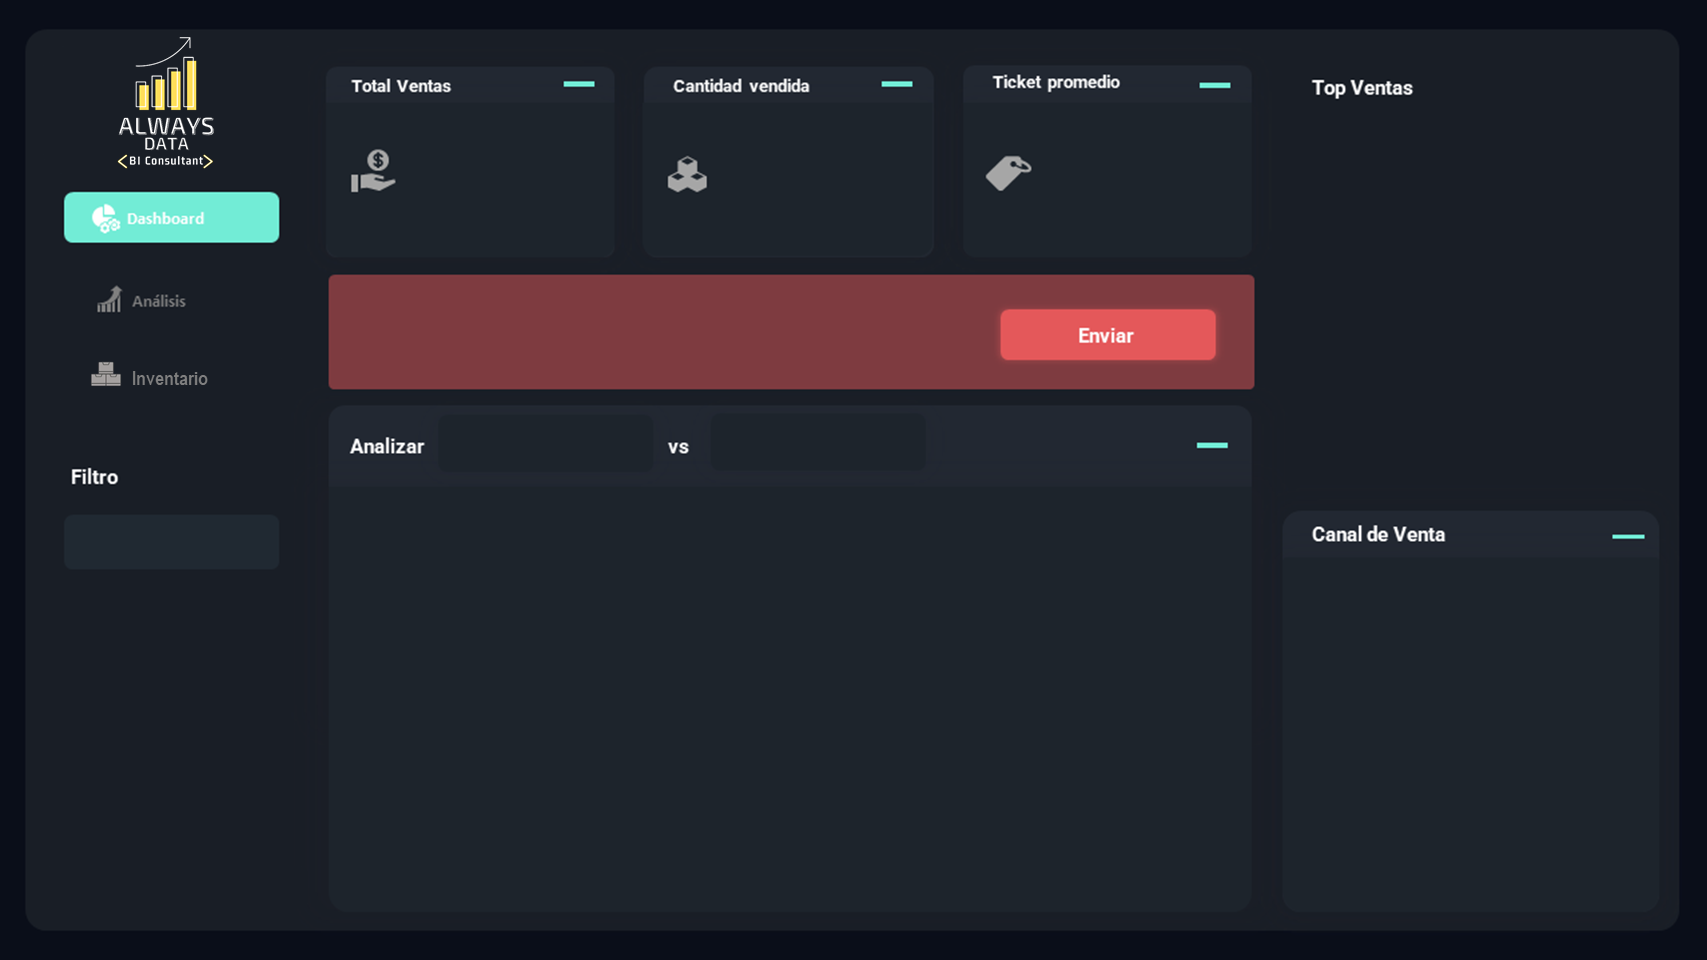 ALWAYS
DATA
<BI Consultant>
Dashboard
Análisis
Inventario
Filtro
Total Ventas
Cantidad vendida
Ticket promedio
Enviar
Analizar vs
Top Ventas
Canal de Venta